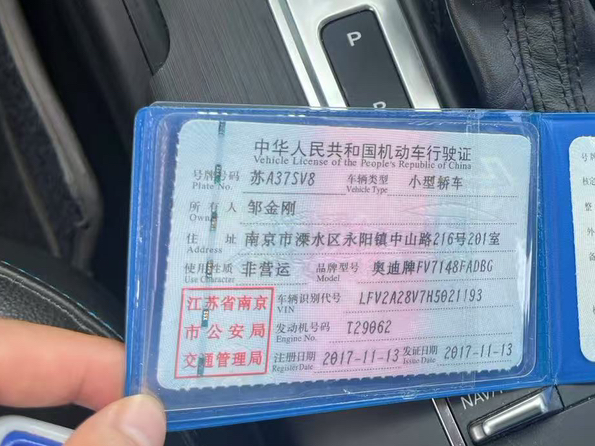 P
中华人民共和国机动车行驶证
Vehicle License of the People's Republic of China
号牌号码 苏A37SV8 车辆类型 小型轿车
Plate No. Vehicle Type
所有人 邹金刚
Owner
住址 南京市溧水区永阳镇中山路216号201室
Address
使用性质 非营运 品牌型号 奥迪牌FV7148FADBG
Use Character Model
江苏省南京
市公安局
交通管理局
车辆识别代号 LFV2A28V7H5021193
VIN
发动机号码 T29062
Engine No.
注册日期 2017-11-13 发证日期 2017-11-13
Register Date Issue Date
NAV